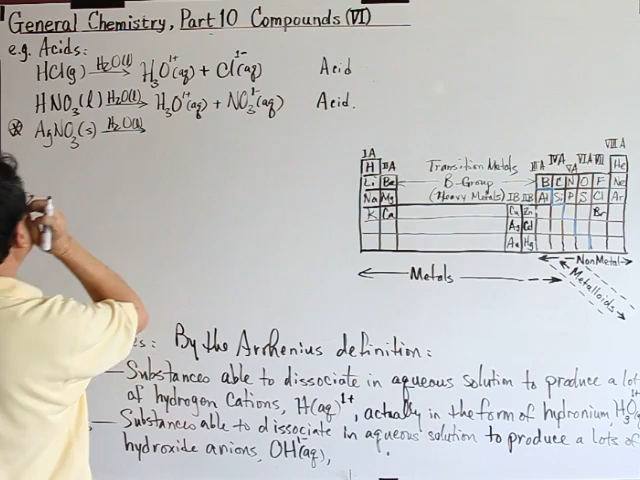 General Chemistry, Part 10 Compounds (VI)
e.g. Acids:
HCl(g) H₂O(l)→ H₃O¹⁺(aq) + Cl¹⁻(aq) Acid
HNO₃(l) H₂O(l)→ H₃O¹⁺(aq) + NO₃¹⁻(aq) Acid.
* AgNO₃(s) H₂O(l)→
VIIIA
IA IVA VIA VII
H IIA Transition Metals IIIA VA He
Li Be B-Group B C N O F Ne
Na Mg (Heavy Metals) IB IIB Al Si P S Cl Ar
K Ca Cu Zn Br
Ag Cd
Au Hg
NonMetal
Metals Metalloids
es: By the Arrhenius definition:
Substances able to dissociate in aqueous solution to produce a lot
of hydrogen Cations, H(aq)¹⁺, actually in the form of hydronium, H₃O¹⁺
Substances able to dissociate in aqueous solution to produce a lots of
hydroxide anions, OH¹⁻(aq),